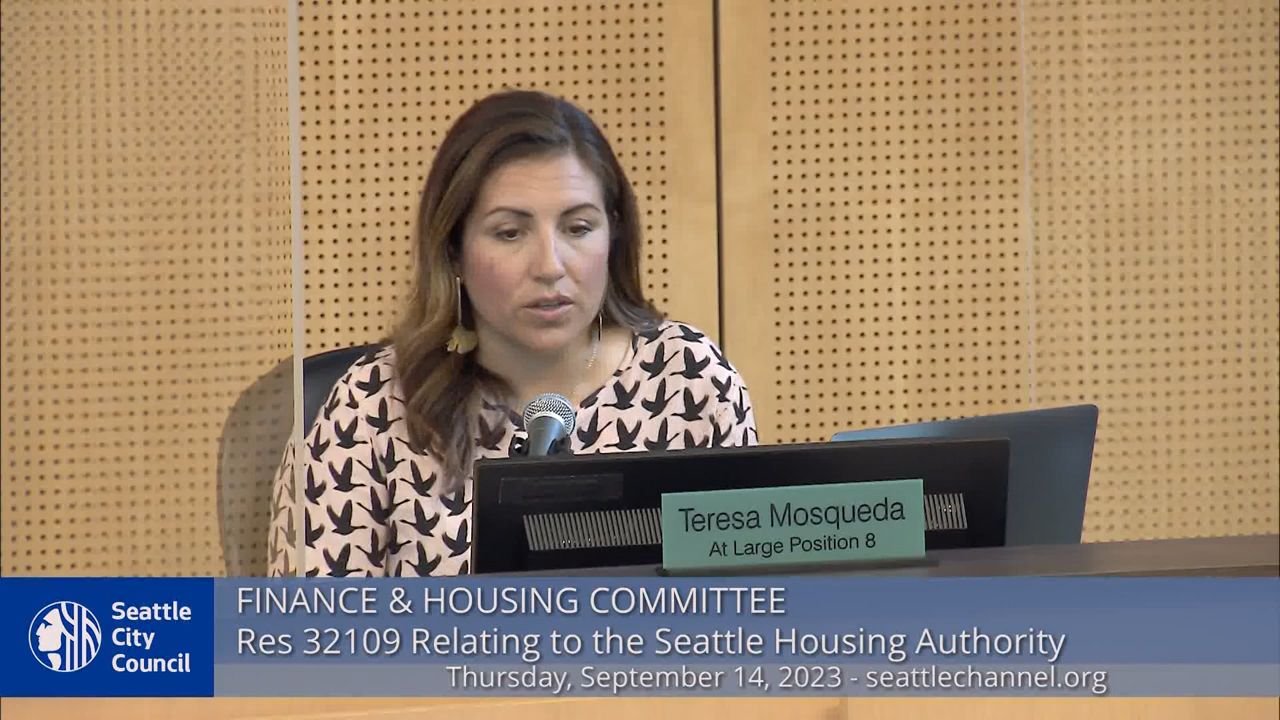 Teresa Mosqueda
At Large Position 8
Seattle
City
Council
FINANCE & HOUSING COMMITTEE
Res 32109 Relating to the Seattle Housing Authority
Thursday, September 14, 2023 - seattlechannel.org